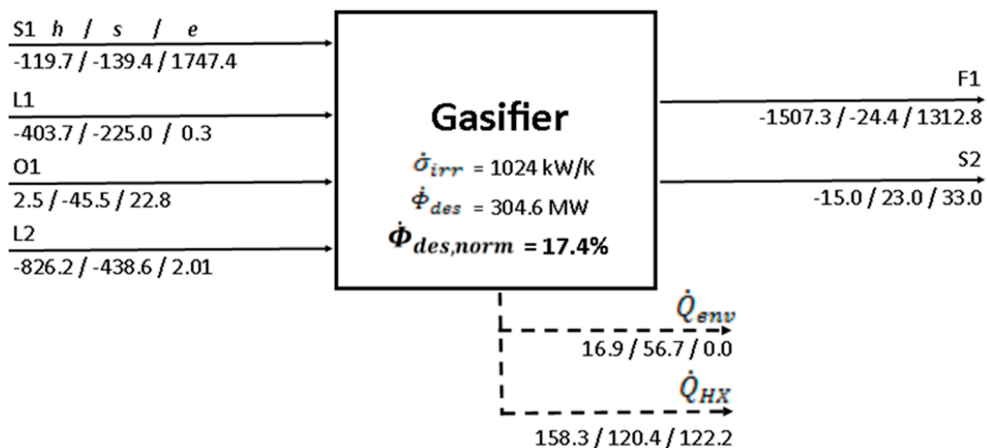 S1 h / s / e
-119.7 / -139.4 / 1747.4
L1
-403.7 / -225.0 / 0.3
O1
2.5 / -45.5 / 22.8
L2
-826.2 / -438.6 / 2.01
Gasifier
σ̇irr = 1024 kW/K
Φ̇des = 304.6 MW
Φ̇des,norm = 17.4%
F1
-1507.3 / -24.4 / 1312.8
S2
-15.0 / 23.0 / 33.0
Q̇env
16.9 / 56.7 / 0.0
Q̇HX
158.3 / 120.4 / 122.2